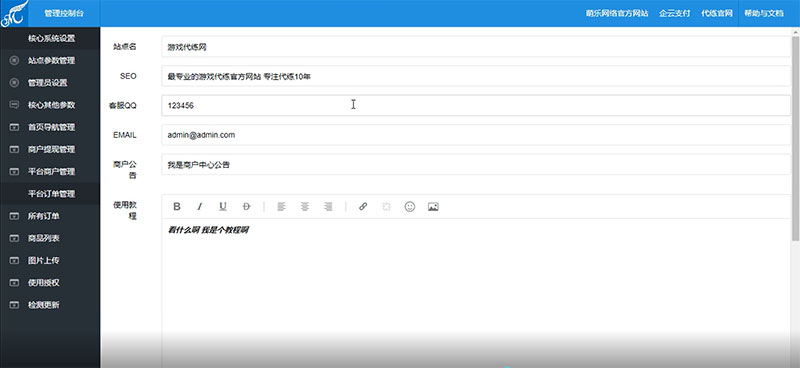 管理控制台
萌乐网络官方网站 企云支付 代练官网 帮助与文档
核心系统设置
站点参数管理
管理员设置
核心其他参数
首页导航管理
商户提现管理
平台商户管理
平台订单管理
所有订单
商品列表
图片上传
使用授权
检测更新
站点名 游戏代练网
SEO 最专业的游戏代练官方网站 专注代练10年
客服QQ 123456
EMAIL admin@admin.com
商户公
告
我是商户中心公告
使用教
程
B I U
看什么啊 我是个教程啊